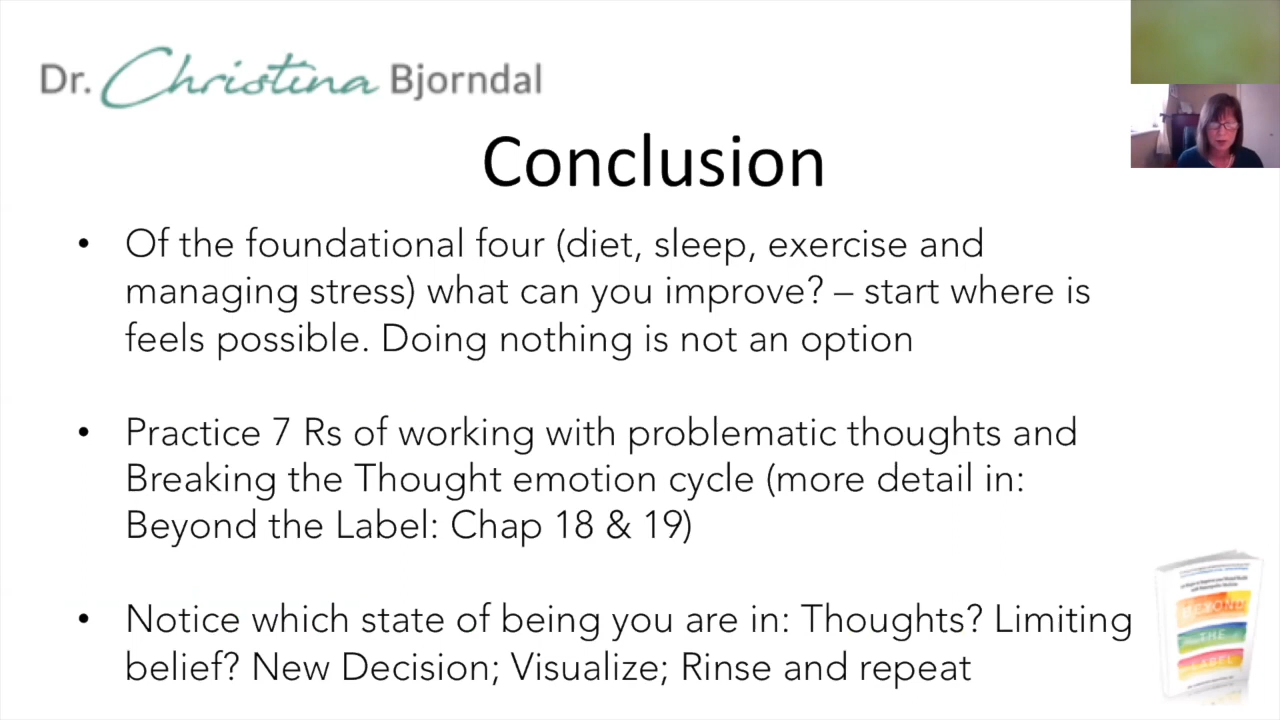 Dr. Christina Bjorndal
Conclusion
• Of the foundational four (diet, sleep, exercise and
managing stress) what can you improve? – start where is
feels possible. Doing nothing is not an option
• Practice 7 Rs of working with problematic thoughts and
Breaking the Thought emotion cycle (more detail in:
Beyond the Label: Chap 18 & 19)
• Notice which state of being you are in: Thoughts? Limiting
belief? New Decision; Visualize; Rinse and repeat
BEYOND
THE
LABEL